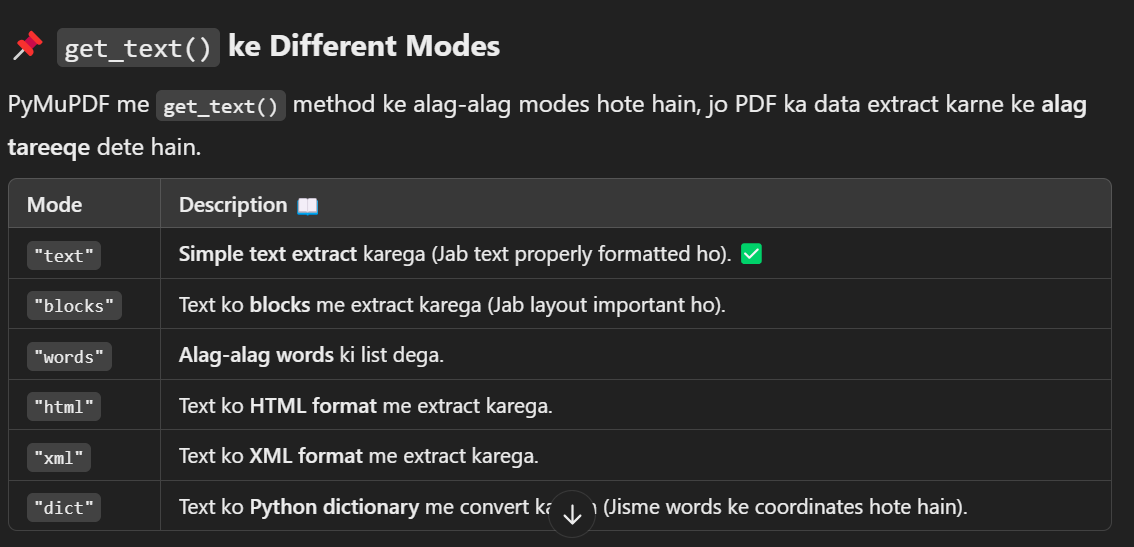 📌 get_text() ke Different Modes
PyMuPDF me get_text() method ke alag-alag modes hote hain, jo PDF ka data extract karne ke alag
tareeqe dete hain.
Mode Description 📖
"text" Simple text extract karega (Jab text properly formatted ho). ✅
"blocks" Text ko blocks me extract karega (Jab layout important ho).
"words" Alag-alag words ki list dega.
"html" Text ko HTML format me extract karega.
"xml" Text ko XML format me extract karega.
"dict" Text ko Python dictionary me convert (Jisme words ke coordinates hote hain).